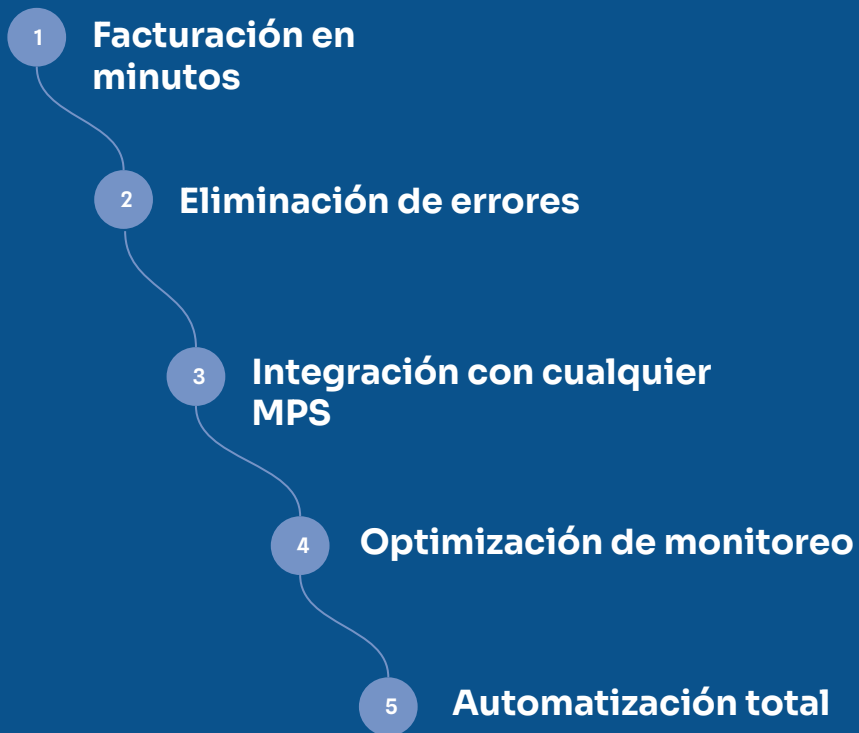 1
Facturación en
minutos
2
Eliminación de errores
3
Integración con cualquier
MPS
4
Optimización de monitoreo
5
Automatización total